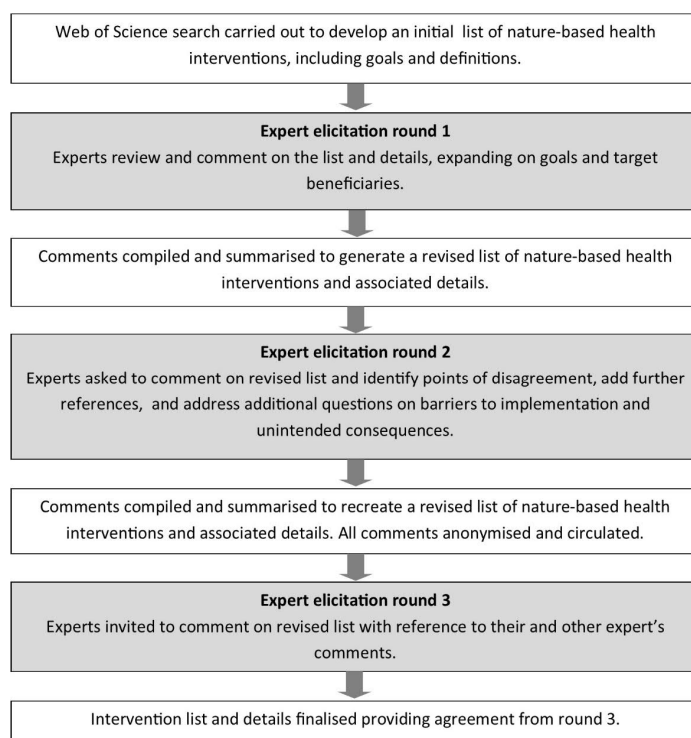 Web of Science search carried out to develop an initial list of nature-based health
interventions, including goals and definitions.
Expert elicitation round 1
Experts review and comment on the list and details, expanding on goals and target
beneficiaries.
Comments compiled and summarised to generate a revised list of nature-based health
interventions and associated details.
Expert elicitation round 2
Experts asked to comment on revised list and identify points of disagreement, add further
references, and address additional questions on barriers to implementation and
unintended consequences.
Comments compiled and summarised to recreate a revised list of nature-based health
interventions and associated details. All comments anonymised and circulated.
Expert elicitation round 3
Experts invited to comment on revised list with reference to their and other expert's
comments.
Intervention list and details finalised providing agreement from round 3.